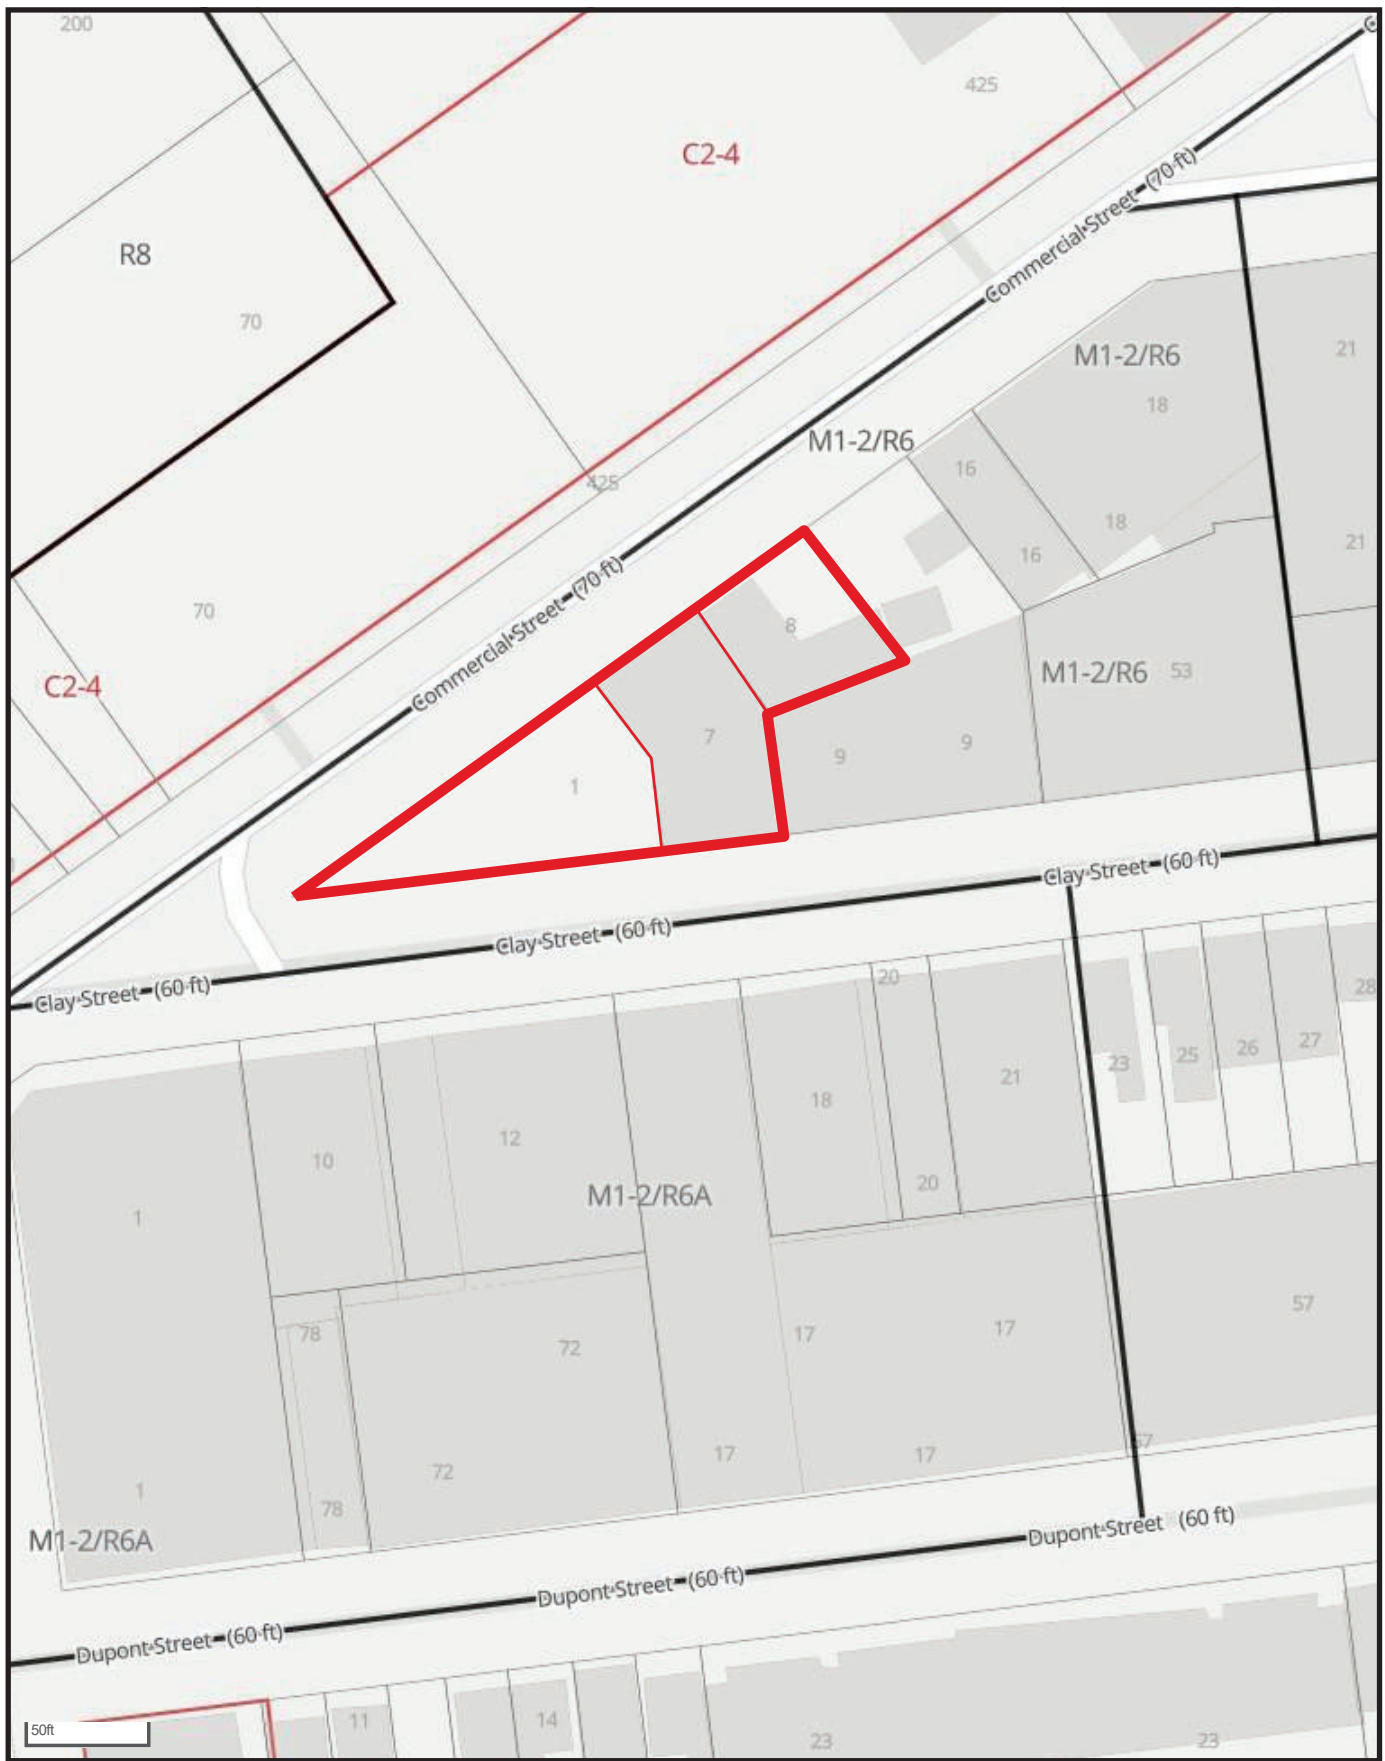 200
425
C2-4
Commercial Street (70 ft)
R8
70
M1-2/R6
21
18
M1-2/R6
16
425
18
21
16
Commercial Street (70 ft)
70
8
M1-2/R6
53
C2-4
7
9
9
1
Clay Street (60 ft)
Clay Street (60 ft)
Clay Street (60 ft)
20
28
27
26
25
23
21
18
12
10
20
M1-2/R6A
1
57
17
17
78
72
57
17
17
72
1
78
M1-2/R6A
Dupont Street (60 ft)
Dupont Street (60 ft)
Dupont Street (60 ft)
11
14
50ft
23
23